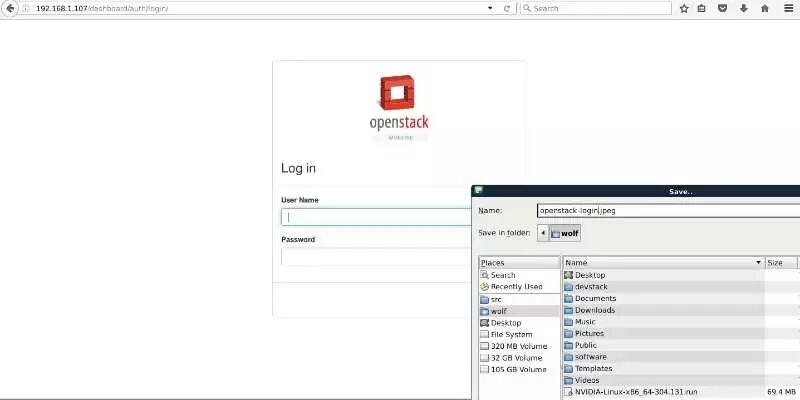 192.168.1.107/dashboard/auth/login/
Search
openstack
Log in
User Name
Password
Save..
Name:
openstack-login.jpeg
Save in folder:
wolf
Places
Search
Recently Used
src
wolf
Desktop
File System
320 MB Volume
32 GB Volume
105 GB Volume
Name
Size
Desktop
devstack
Documents
Downloads
Music
Pictures
Public
software
Templates
Videos
NVIDIA-Linux-x86_64-304.131.run
69.4 MB